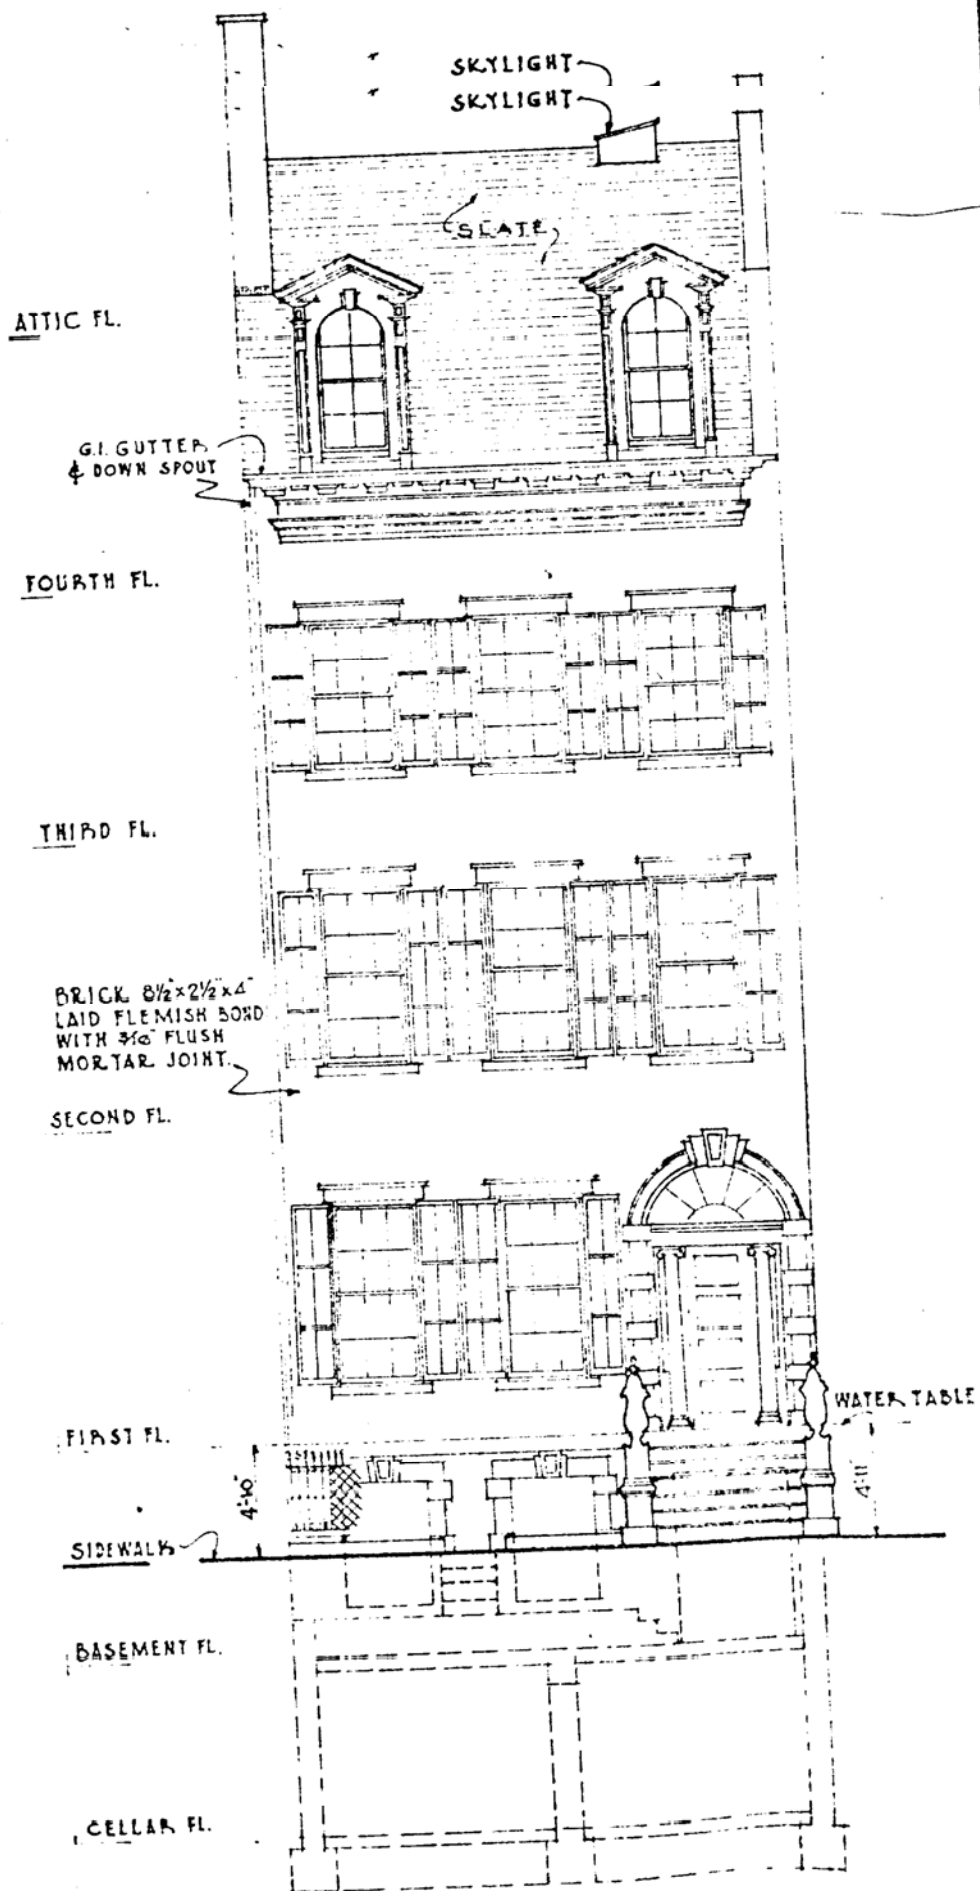 SKYLIGHT
SKYLIGHT
SLATE
ATTIC FL.
G.I. GUTTER
& DOWN SPOUT
FOURTH FL.
THIRD FL.
BRICK 8½"×2½"×4"
LAID FLEMISH BOND
WITH 3/16" FLUSH
MORTAR JOINT.
SECOND FL.
WATER TABLE
FIRST FL.
4'-10"
4'-11"
SIDEWALK
BASEMENT FL.
CELLAR FL.